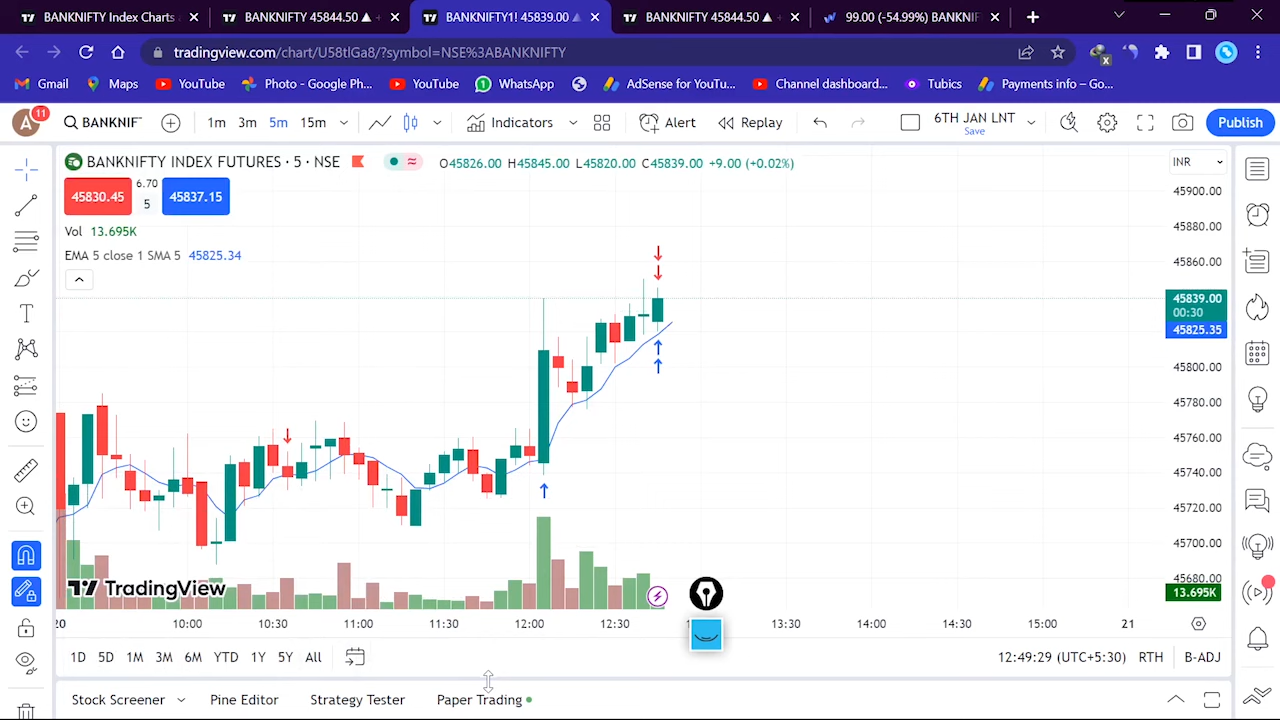 BANKNIFTY Index Charts
BANKNIFTY 45844.50 ▲ +
BANKNIFTY1! 45839.00 ▲
BANKNIFTY 45844.50 ▲ +
99.00 (-54.99%) BANKNIF
tradingview.com/chart/U58tlGa8/?symbol=NSE%3ABANKNIFTY
Gmail Maps YouTube Photo - Google Ph... YouTube WhatsApp AdSense for YouTu... Channel dashboard... Tubics Payments info – Go...
A 11 BANKNIF 1m 3m 5m 15m Indicators Alert Replay 6TH JAN LNT Save Publish
BANKNIFTY INDEX FUTURES · 5 · NSE O45826.00 H45845.00 L45820.00 C45839.00 +9.00 (+0.02%)
INR
45830.45 6.70 5 45837.15
Vol 13.695K
EMA 5 close 1 SMA 5 45825.34
45900.00
45880.00
45860.00
45839.00
00:30
45825.35
45800.00
45780.00
45760.00
45740.00
45720.00
45700.00
45680.00
13.695K
TradingView
20 10:00 10:30 11:00 11:30 12:00 12:30 13:30 14:00 14:30 15:00 21
1D 5D 1M 3M 6M YTD 1Y 5Y All 12:49:29 (UTC+5:30) RTH B-ADJ
Stock Screener Pine Editor Strategy Tester Paper Trading